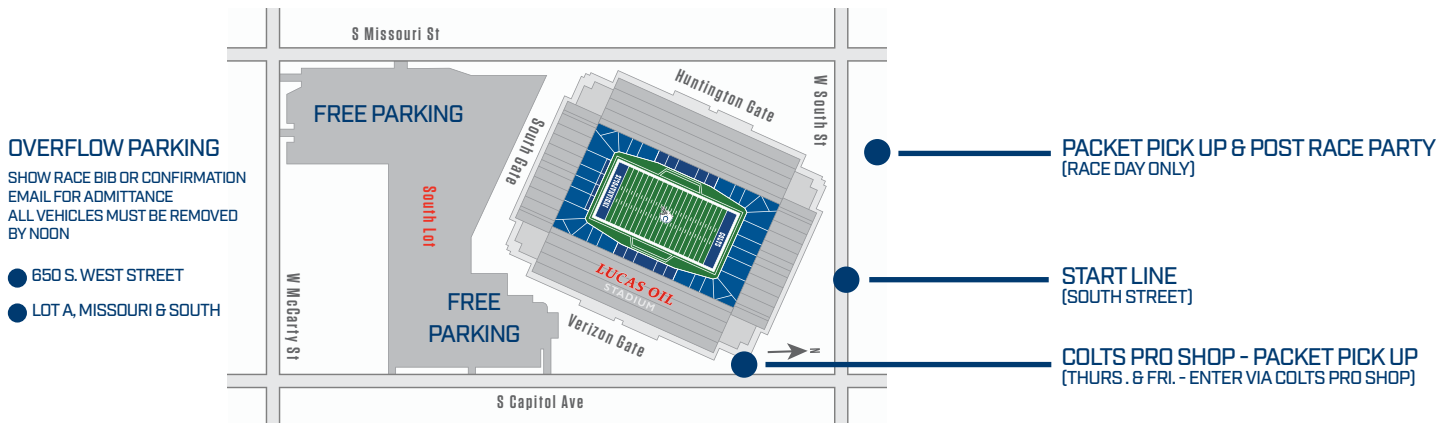 S Missouri St
Huntington Gate
W South St
FREE PARKING
South Gate
OVERFLOW PARKING
SHOW RACE BIB OR CONFIRMATION
EMAIL FOR ADMITTANCE
ALL VEHICLES MUST BE REMOVED
BY NOON
650 S. WEST STREET
LOT A, MISSOURI & SOUTH
South Lot
W McCarty St
FREE
PARKING
COLTS
LUCAS OIL
STADIUM
Verizon Gate
N
S Capitol Ave
PACKET PICK UP & POST RACE PARTY
(RACE DAY ONLY)
START LINE
(SOUTH STREET)
COLTS PRO SHOP - PACKET PICK UP
(THURS. & FRI. - ENTER VIA COLTS PRO SHOP)